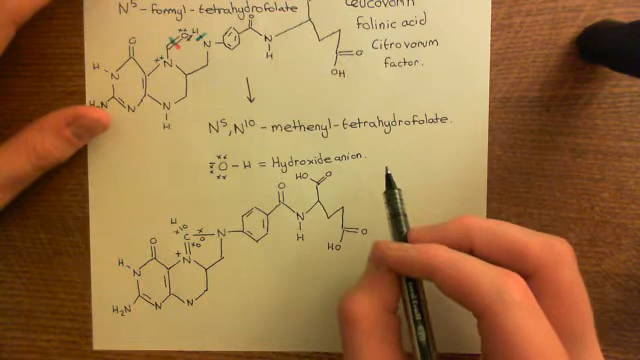 N⁵-formyl-tetrahydrofolate
Leucovorin
Folinic acid
Citrovorum
factor.
O
H
N
O
N
H
O
OH
O
N
H
N
H₂N
N
N
H
N⁵,N¹⁰-methenyl-tetrahydrofolate.
O-H = Hydroxide anion.
HO
O
O
N
H
O
HO
H
C
N
O
N
+
H
N
H₂N
N
N